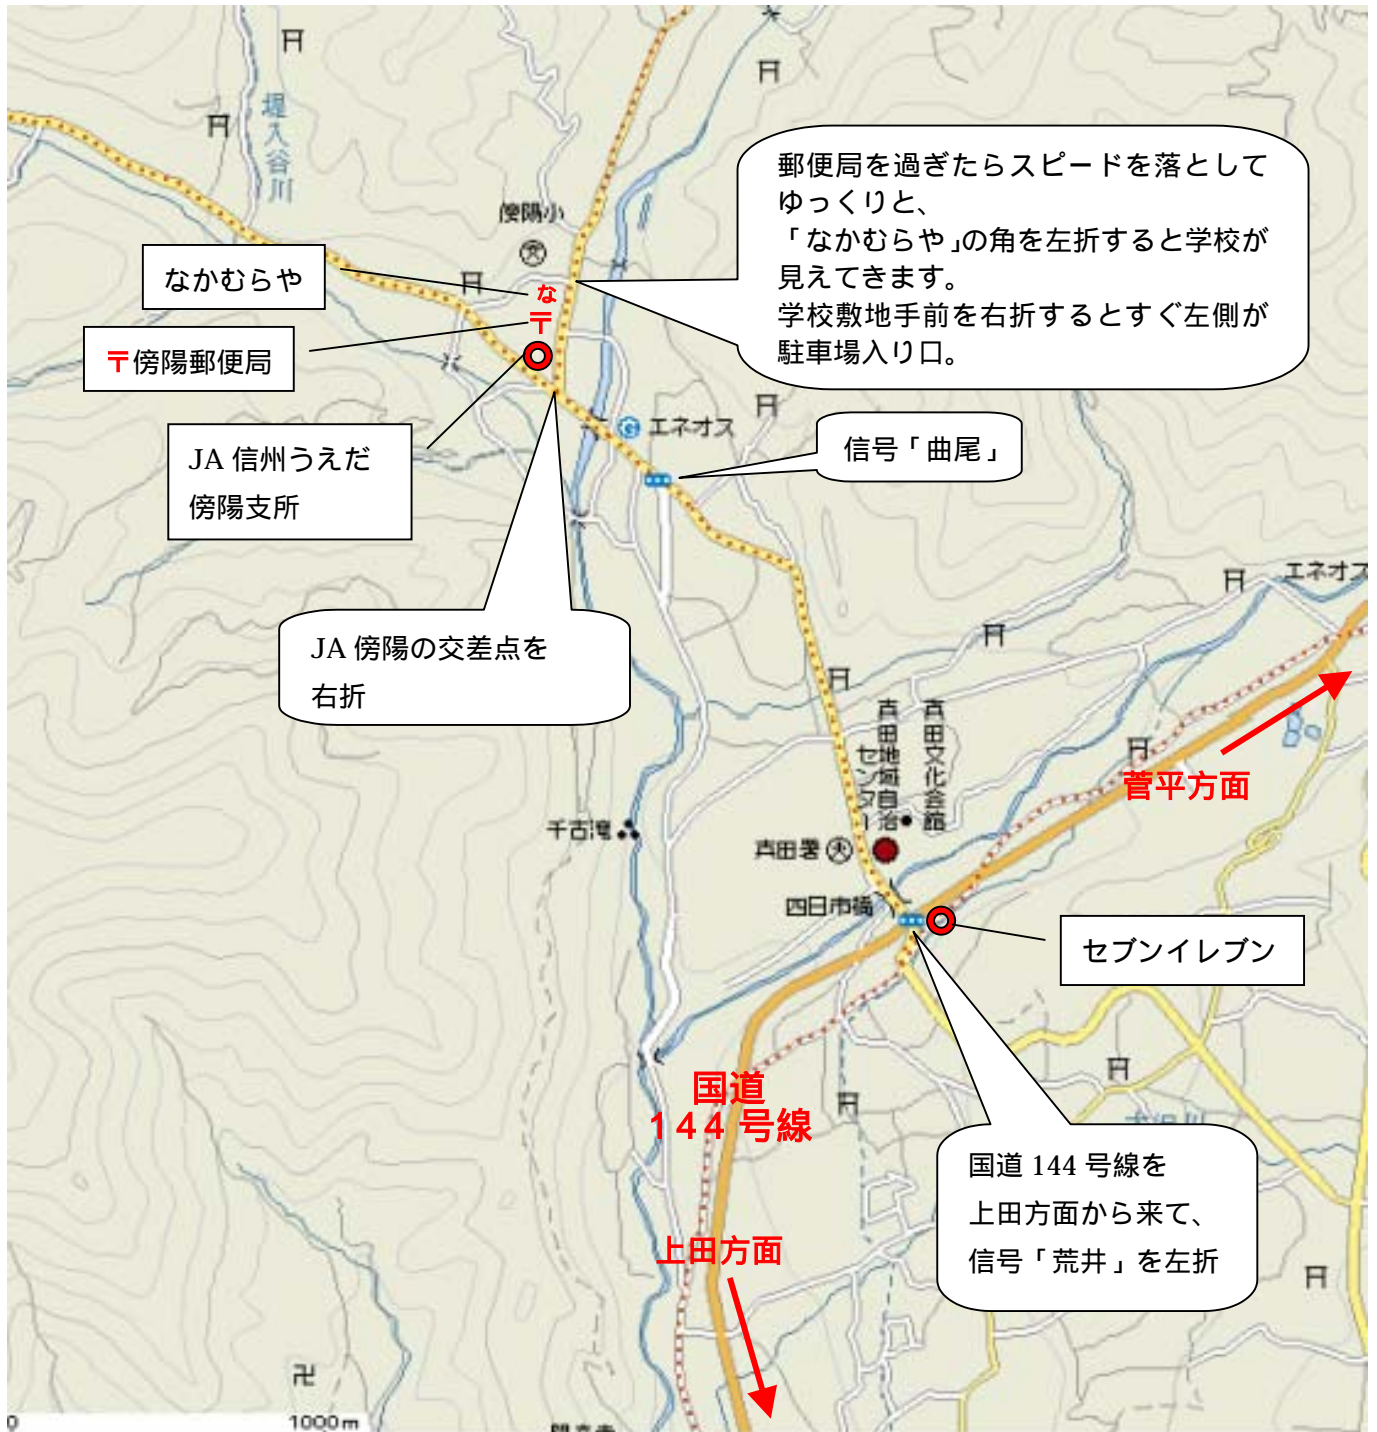 堰入谷川
傍陽小
郵便局を過ぎたらスピードを落として
ゆっくりと、
「なかむらや」の角を左折すると学校が
見えてきます。
学校敷地手前を右折するとすぐ左側が
駐車場入り口。
なかむらや
な
〒
〒傍陽郵便局
エネオス
信号「曲尾」
JA 信州うえだ
傍陽支所
エネオス
JA 傍陽の交差点を
右折
真田地域自治
センター
真田文化会館
菅平方面
千古滝
真田署
四日市橋
セブンイレブン
国道
144 号線
国道 144 号線を
上田方面から来て、
信号「荒井」を左折
上田方面
0
1000m